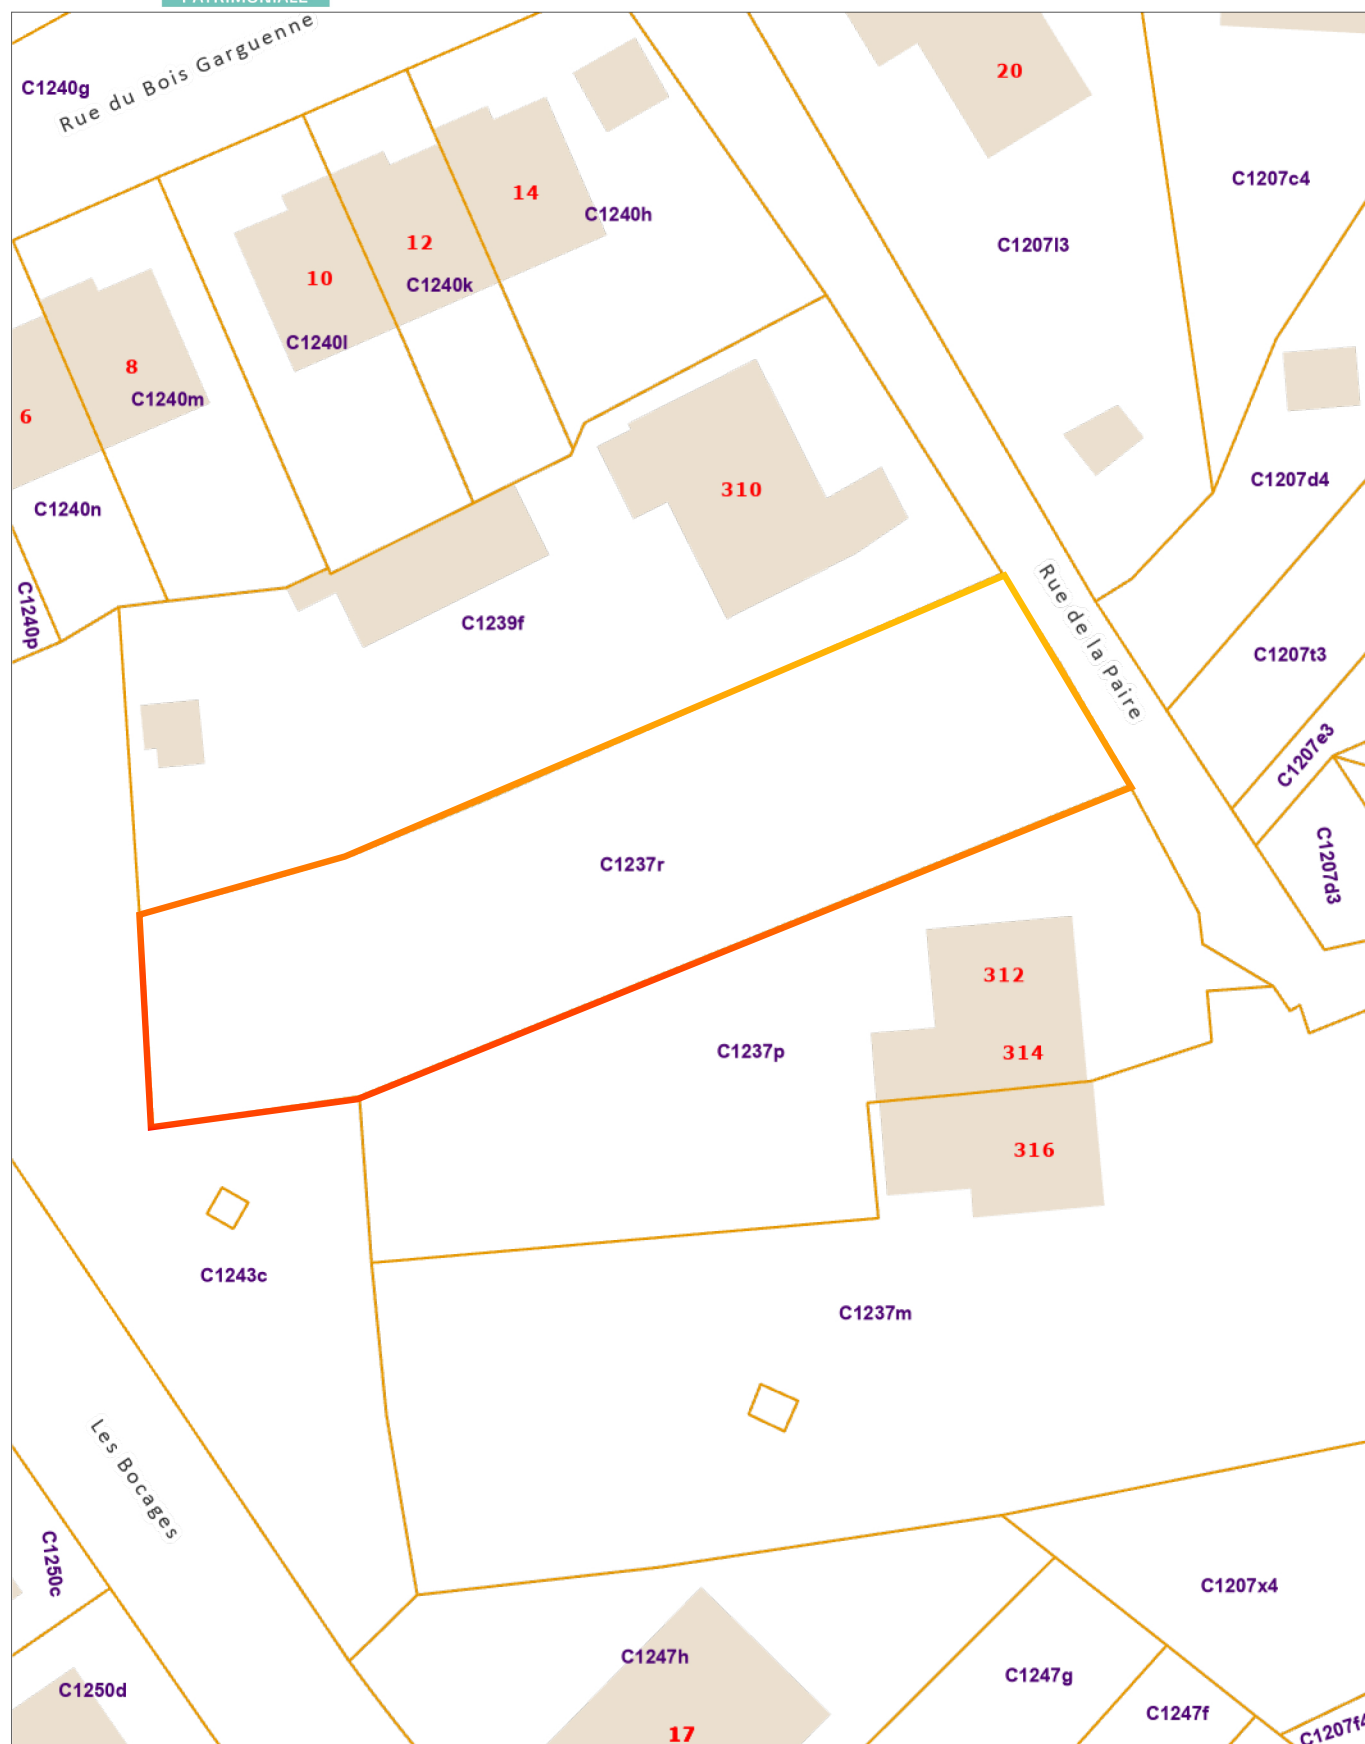 PATRIMONIALE
Rue du Bois Garguenne
C1240g
20
C1207c4
14
C1240h
12
C1207l3
10
C1240k
C1240l
8
C1240m
6
C1207d4
310
C1240n
C1240p
C1239f
Rue de la Paire
C1207t3
C1207e3
C1237r
C1207d3
312
C1237p
314
316
C1243c
C1237m
Les Bocages
C1250c
C1207x4
C1247h
C1247g
C1250d
C1247f
17
C1207f4